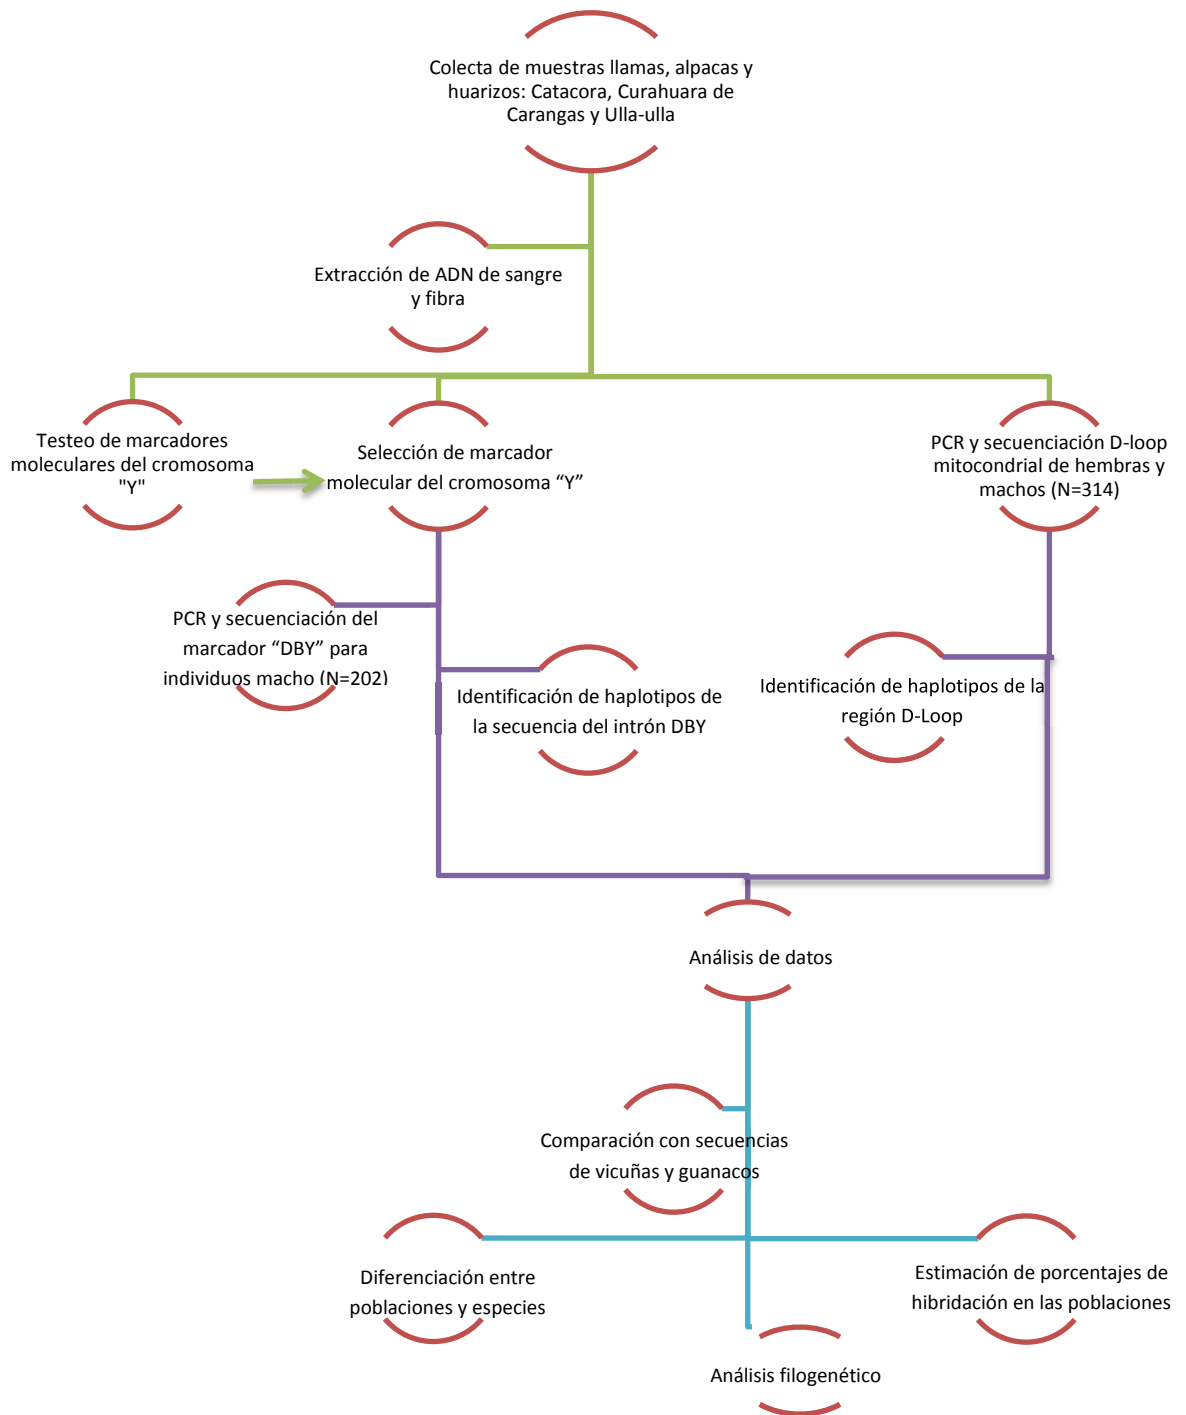 Colecta de muestras llamas, alpacas y
huarizos: Catacora, Curahuara de
Carangas y Ulla-ulla
Extracción de ADN de sangre
y fibra
Testeo de marcadores
moleculares del cromosoma
"Y"
Selección de marcador
molecular del cromosoma “Y”
PCR y secuenciación D-loop
mitocondrial de hembras y
machos (N=314)
PCR y secuenciación del
marcador “DBY” para
individuos macho (N=202)
Identificación de haplotipos de
la secuencia del intrón DBY
Identificación de haplotipos de la
región D-Loop
Análisis de datos
Comparación con secuencias
de vicuñas y guanacos
Diferenciación entre
poblaciones y especies
Estimación de porcentajes de
hibridación en las poblaciones
Análisis filogenético